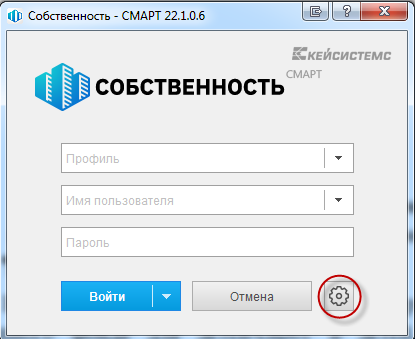 Собственность - СМАРТ 22.1.0.6
КЕЙСИСТЕМС
СМАРТ
СОБСТВЕННОСТЬ
Профиль
Имя пользователя
Пароль
Войти
Отмена